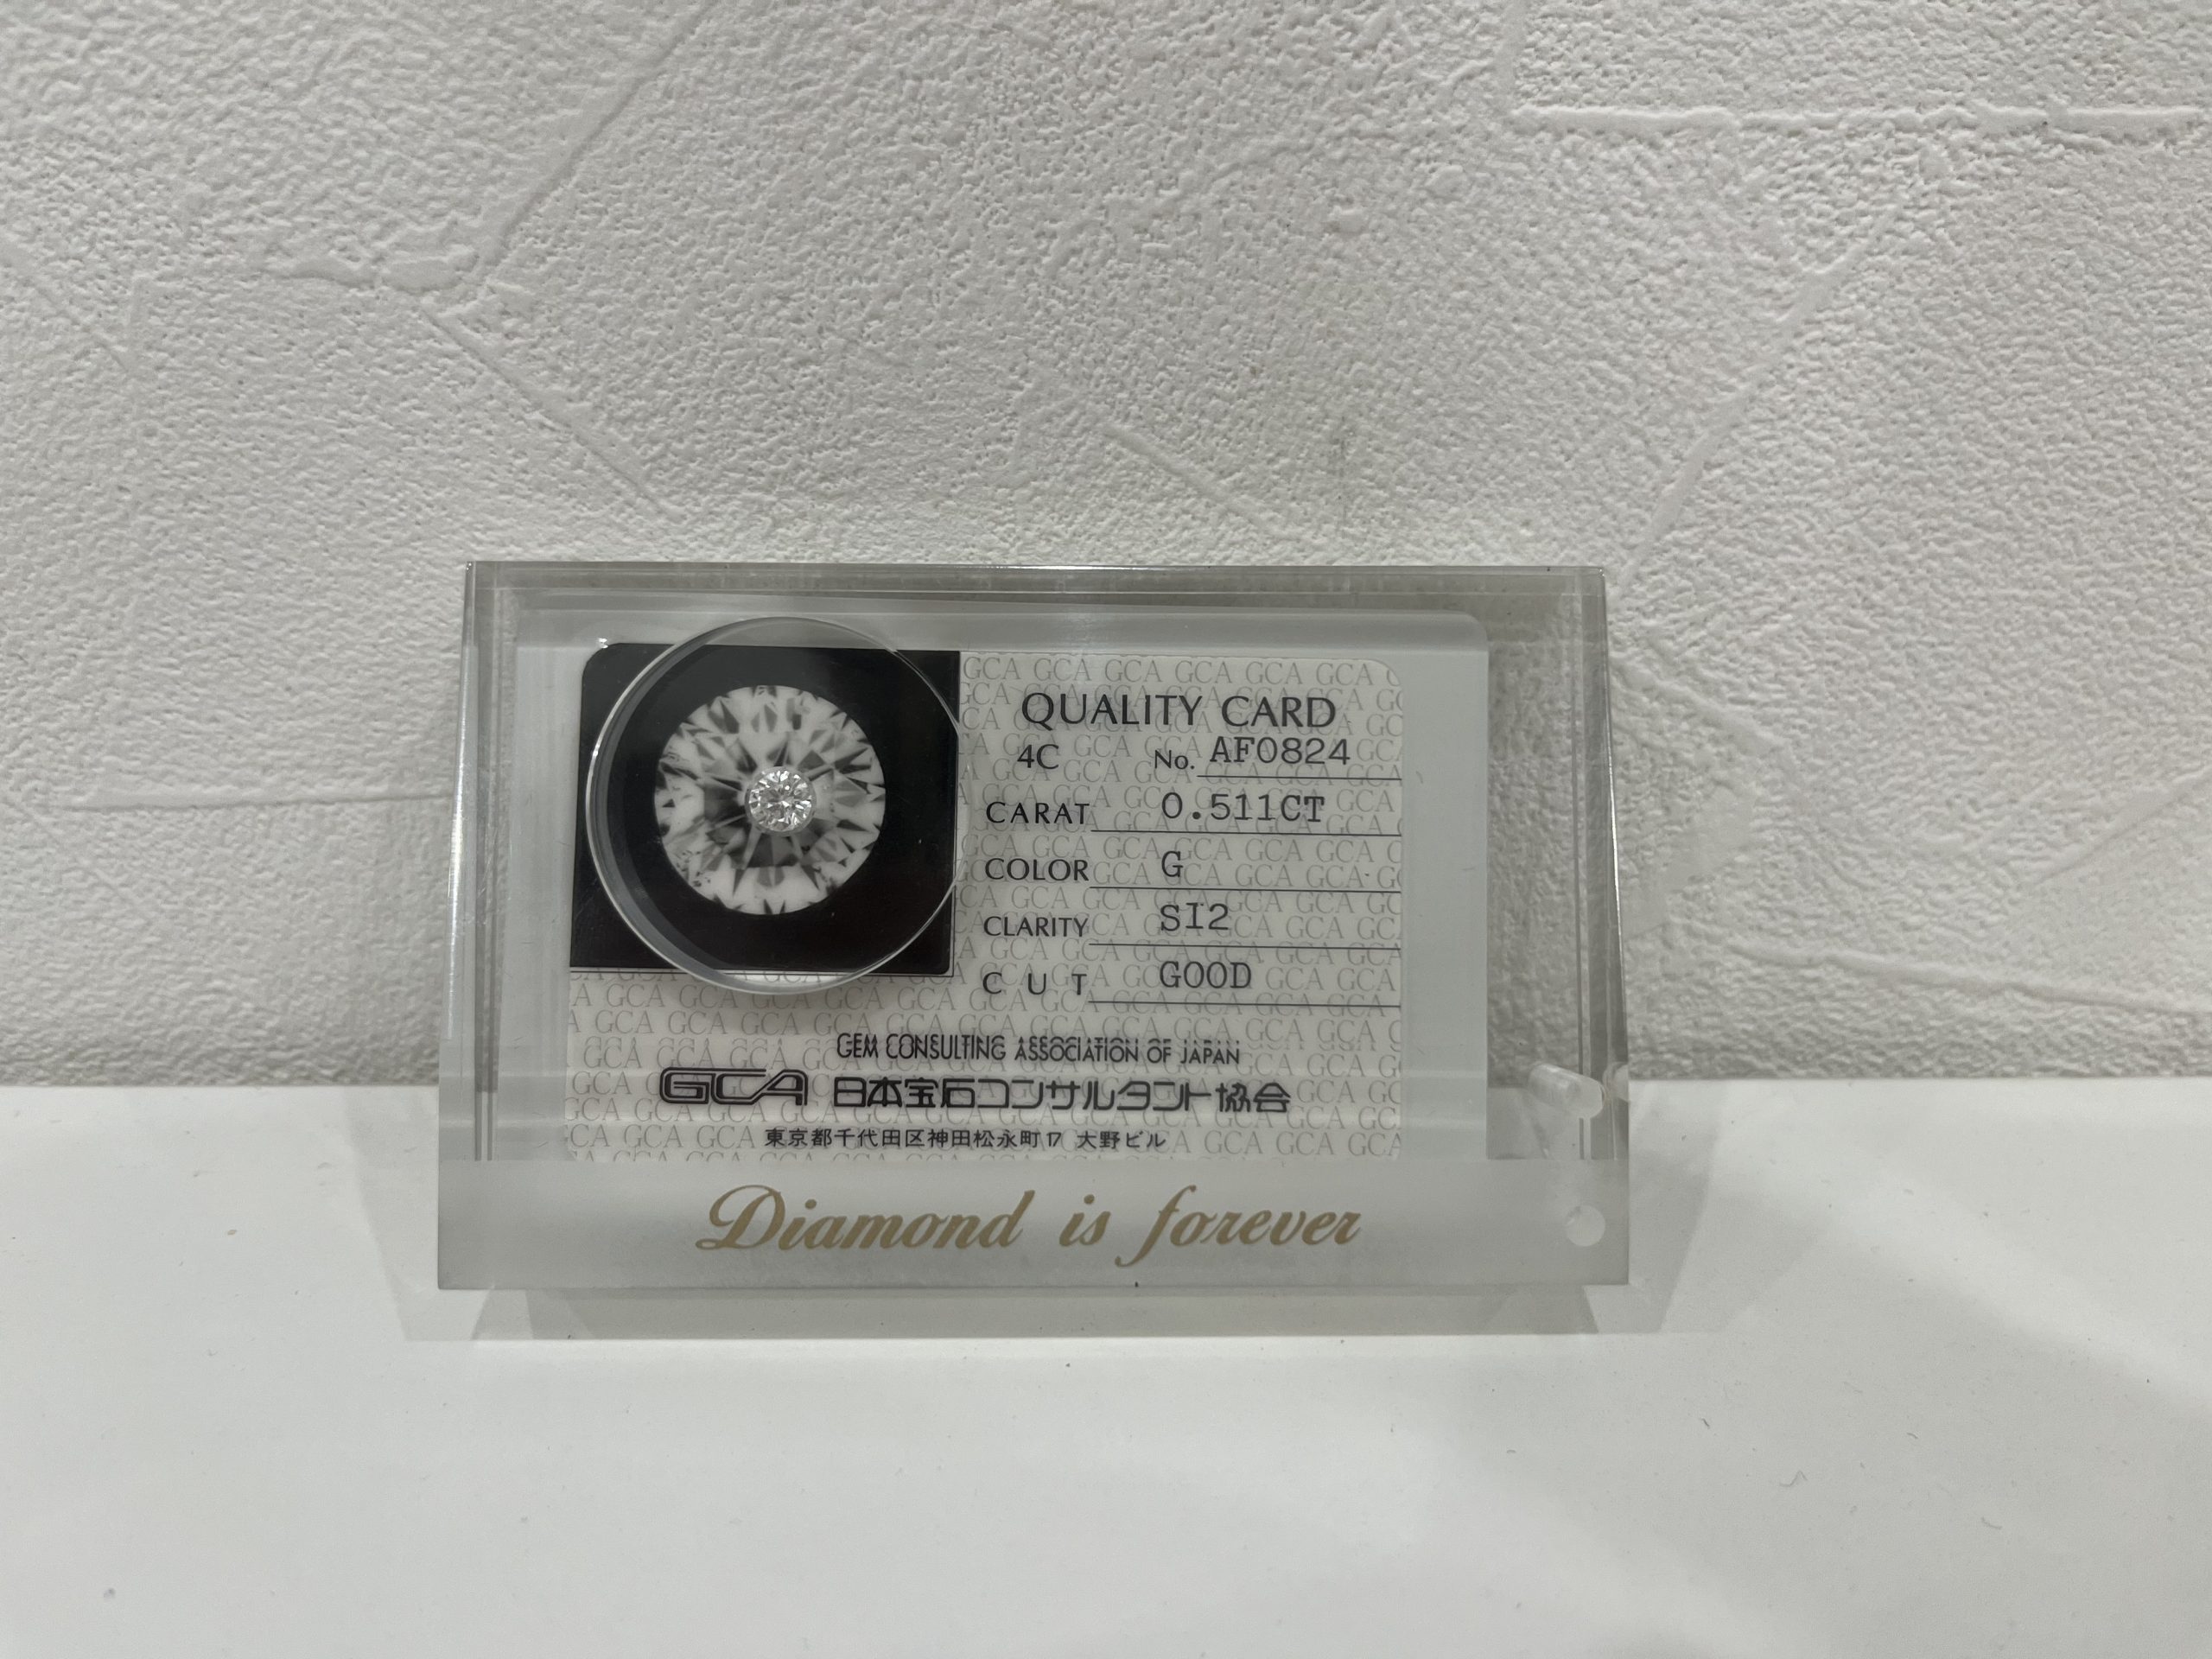 QUALITY CARD
4C No. AF0824
CARAT 0.511CT
COLOR G
CLARITY SI2
CUT GOOD
GEM CONSULTING ASSOCIATION OF JAPAN
GCA 日本宝石コンサルタント協会
東京都千代田区神田松永町17 大野ビル
Diamond is forever